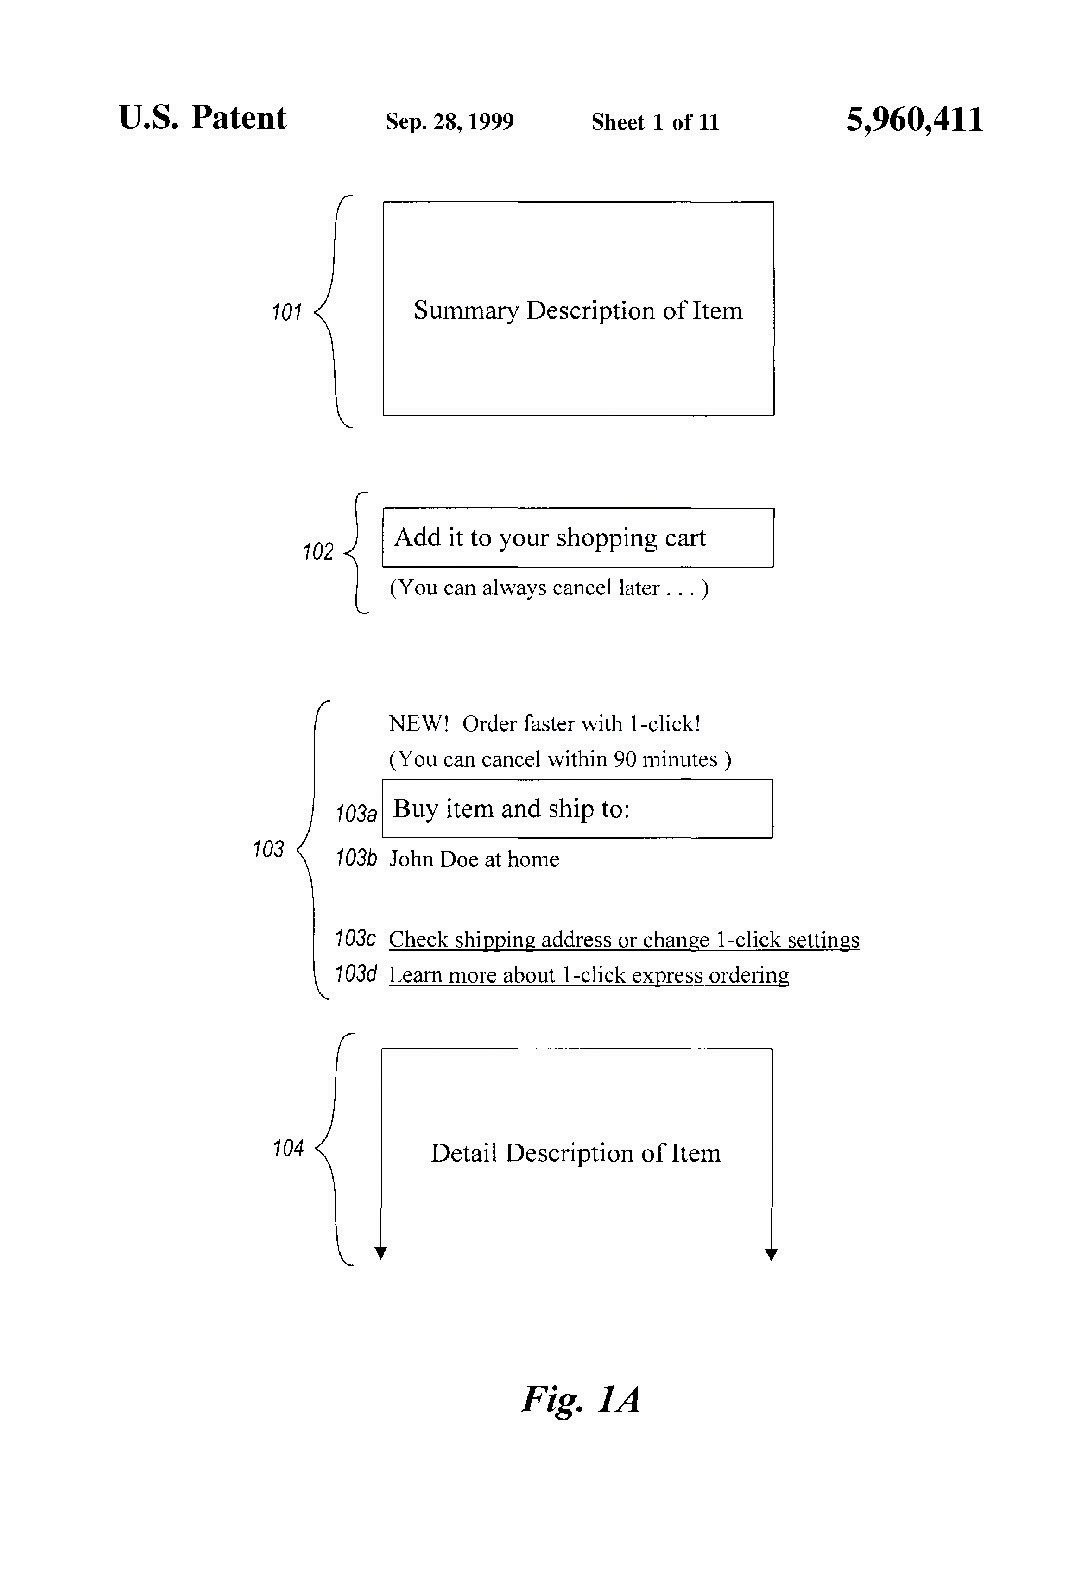 U.S. Patent Sep. 28, 1999 Sheet 1 of 11 5,960,411
101 Summary Description of Item
102 Add it to your shopping cart
(You can always cancel later . . . )
NEW! Order faster with 1-click!
(You can cancel within 90 minutes )
103a Buy item and ship to:
103
103b John Doe at home
103c Check shipping address or change 1-click settings
103d Learn more about 1-click express ordering
104 Detail Description of Item
Fig. 1A